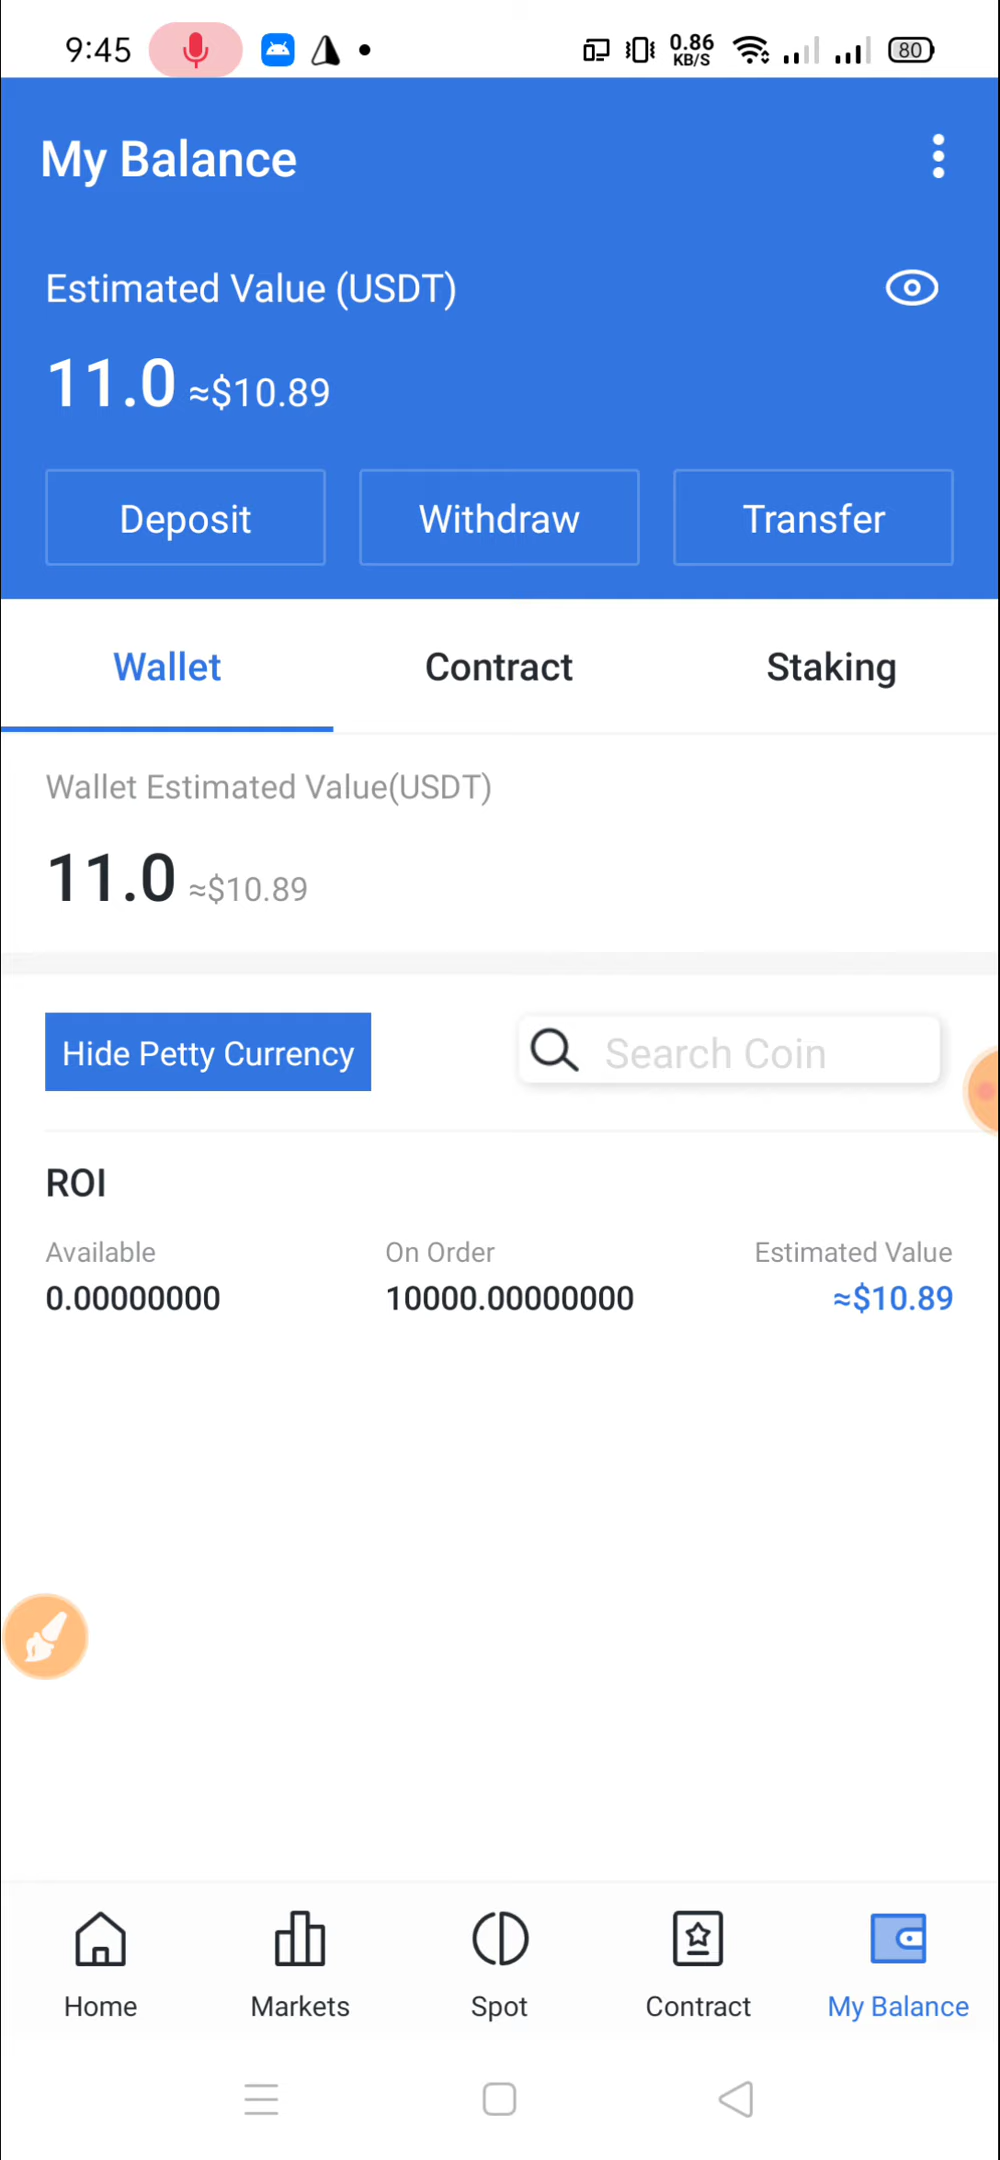 9:45 0.86 KB/S 80
My Balance
Estimated Value (USDT)
11.0 ≈$10.89
Deposit Withdraw Transfer
Wallet Contract Staking
Wallet Estimated Value(USDT)
11.0 ≈$10.89
Hide Petty Currency Search Coin
ROI
Available On Order Estimated Value
0.00000000 10000.00000000 ≈$10.89
Home Markets Spot Contract My Balance